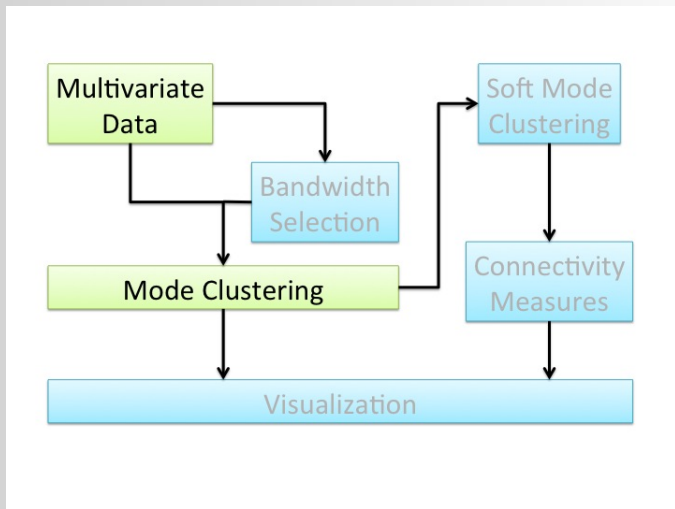 Multivariate
Data
Soft Mode
Clustering
Bandwidth
Selection
Mode Clustering
Connectivity
Measures
Visualization